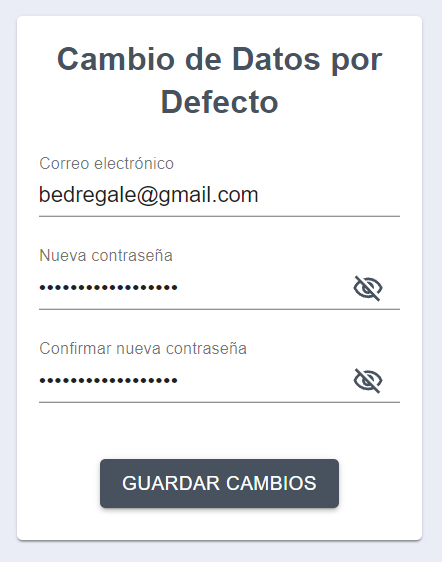 Cambio de Datos por
Defecto
Correo electrónico
bedregale@gmail.com
Nueva contraseña
••••••••••••••••••
Confirmar nueva contraseña
••••••••••••••••••
GUARDAR CAMBIOS